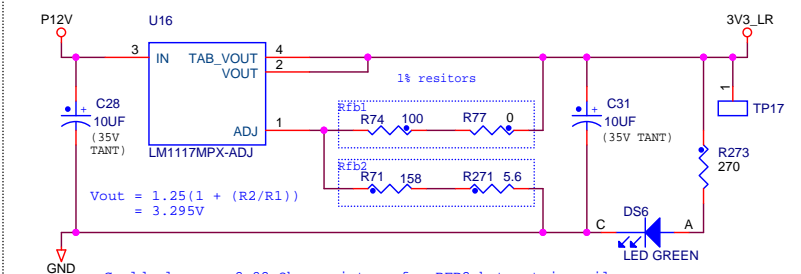 P12V
U16
3V3_LR
3
IN
TAB_VOUT
4
VOUT
2
1% resitors
1
TP17
C28
+
10UF
(35V
TANT)
ADJ
1
LM1117MPX-ADJ
Rfb1
R74
100
R77
0
C31
+
10UF
(35V TANT)
Rfb2
R71
158
R271
5.6
R273
270
Vout = 1.25(1 + (R2/R1))
= 3.295V
DS6
C
A
LED GREEN
GND